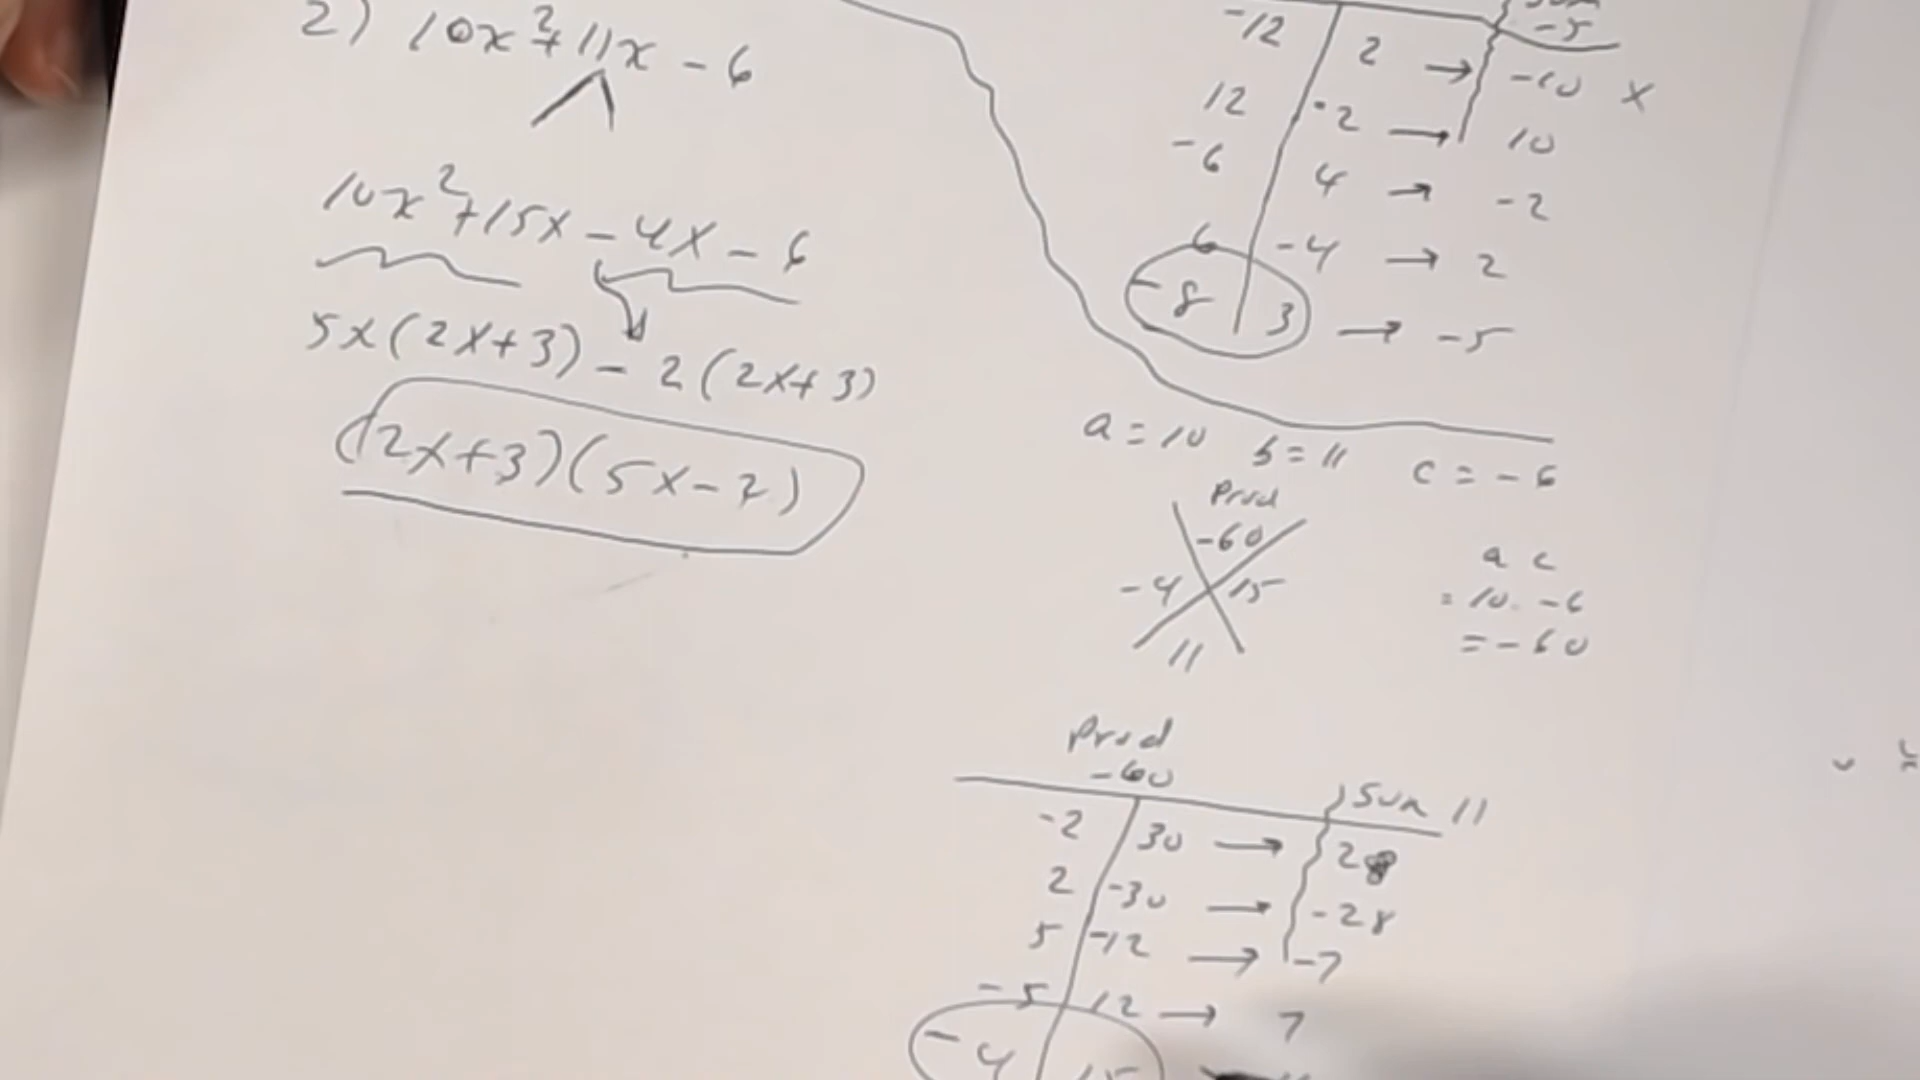 2) 10x² + 11x - 6
10x² + 15x - 4x - 6
5x(2x+3) - 2(2x+3)
(2x+3)(5x-2)
-5
-12 2 → -10 x
12 -2 → 10
-6 4 → -2
6 -4 → 2
-8 3 → -5
a = 10 b = 11 c = -6
Prod
-60
-4 15
11
a c
= 10 . -6
= -60
Prod
-60 Sum 11
-2 30 → 28
2 -30 → -28
5 -12 → -7
-5 12 → 7
-4 15